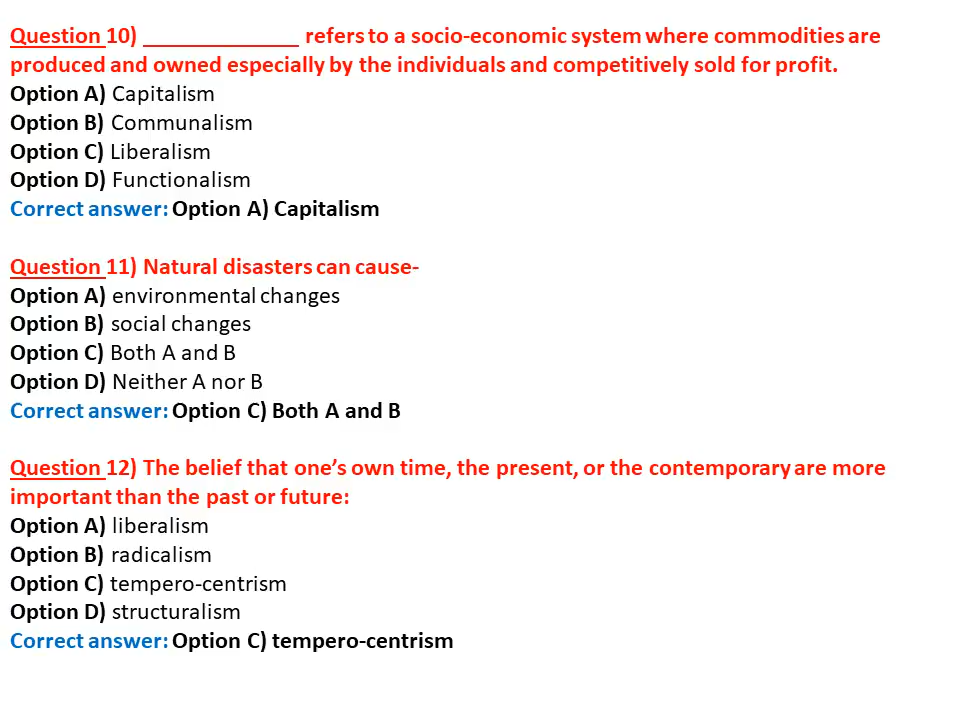 Question 10) ______________ refers to a socio-economic system where commodities are
produced and owned especially by the individuals and competitively sold for profit.
Option A) Capitalism
Option B) Communalism
Option C) Liberalism
Option D) Functionalism
Correct answer: Option A) Capitalism
Question 11) Natural disasters can cause-
Option A) environmental changes
Option B) social changes
Option C) Both A and B
Option D) Neither A nor B
Correct answer: Option C) Both A and B
Question 12) The belief that one’s own time, the present, or the contemporary are more
important than the past or future:
Option A) liberalism
Option B) radicalism
Option C) tempero-centrism
Option D) structuralism
Correct answer: Option C) tempero-centrism